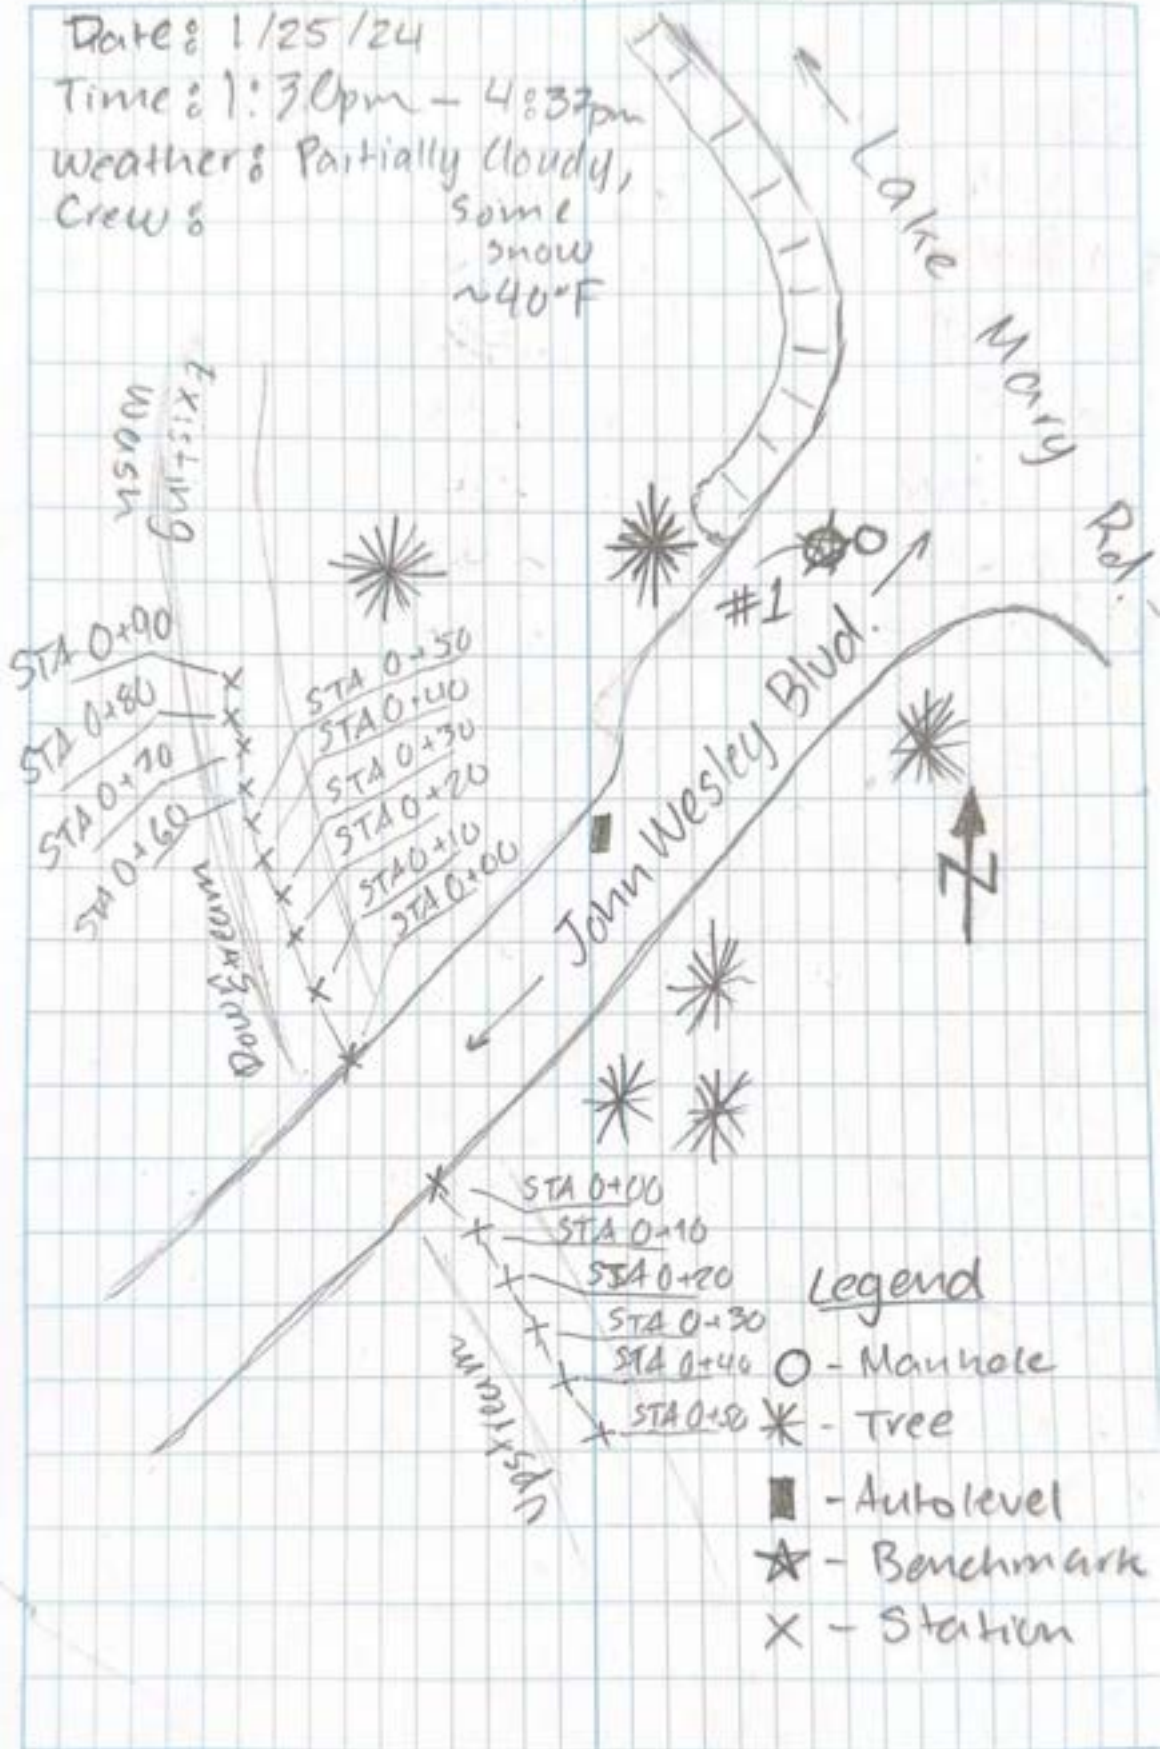 Date: 1/25/24
Time: 1:30pm - 4:37pm
Weather: Partially Cloudy,
some
snow
~40°F
Crew:
Lake Mary Rd.
Existing
Wash
#1
John Wesley Blvd.
N
STA 0+90
STA 0+80
STA 0+70
STA 0+60
STA 0+50
STA 0+40
STA 0+30
STA 0+20
STA 0+10
STA 0+00
Downstream
STA 0+00
STA 0+10
STA 0+20
STA 0+30
STA 0+40
STA 0+50
Upstream
Legend
O - Manhole
- Tree
- Autolevel
- Benchmark
X - Station